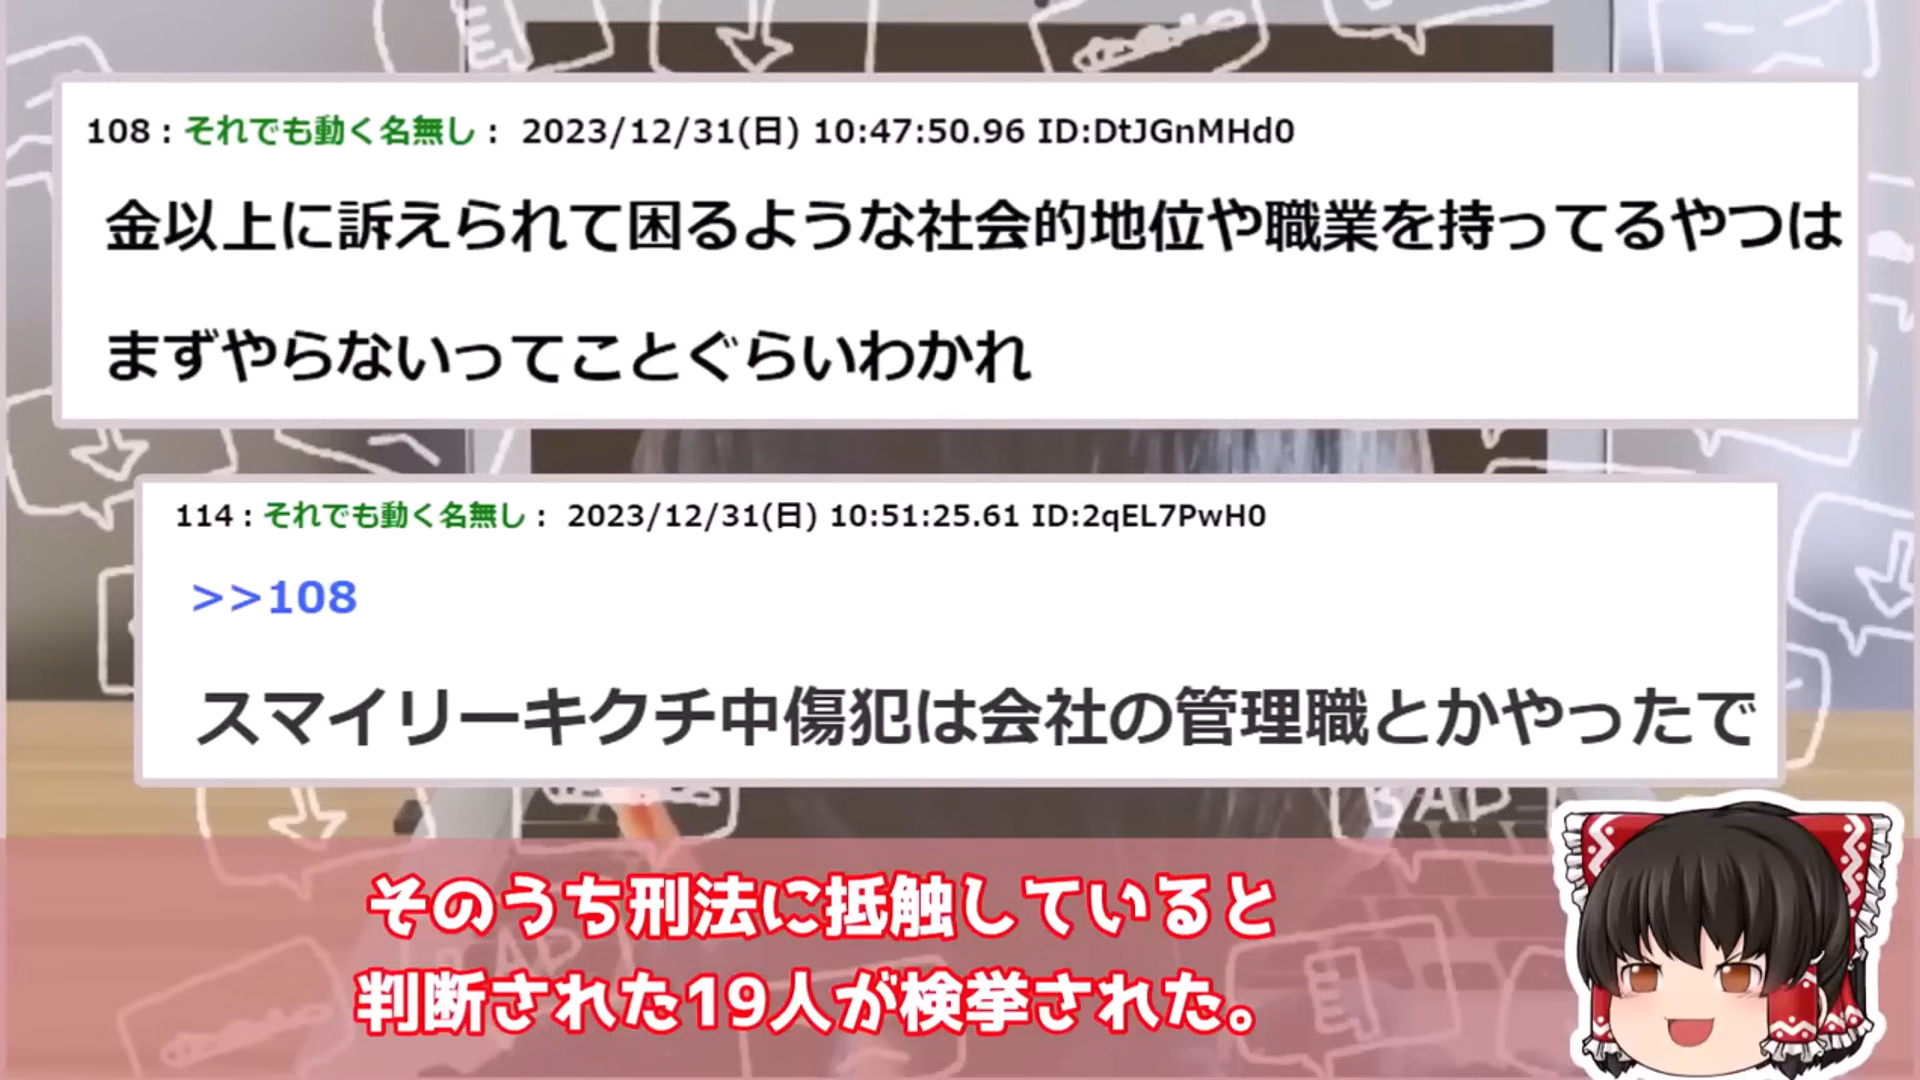 108：それでも動く名無し： 2023/12/31(日) 10:47:50.96 ID:DtJGnMHd0
金以上に訴えられて困るような社会的地位や職業を持ってるやつは
まずやらないってことぐらいわかれ
114：それでも動く名無し： 2023/12/31(日) 10:51:25.61 ID:2qEL7PwH0
>>108
スマイリーキクチ中傷犯は会社の管理職とかやったで
そのうち刑法に抵触していると
判断された19人が検挙された。